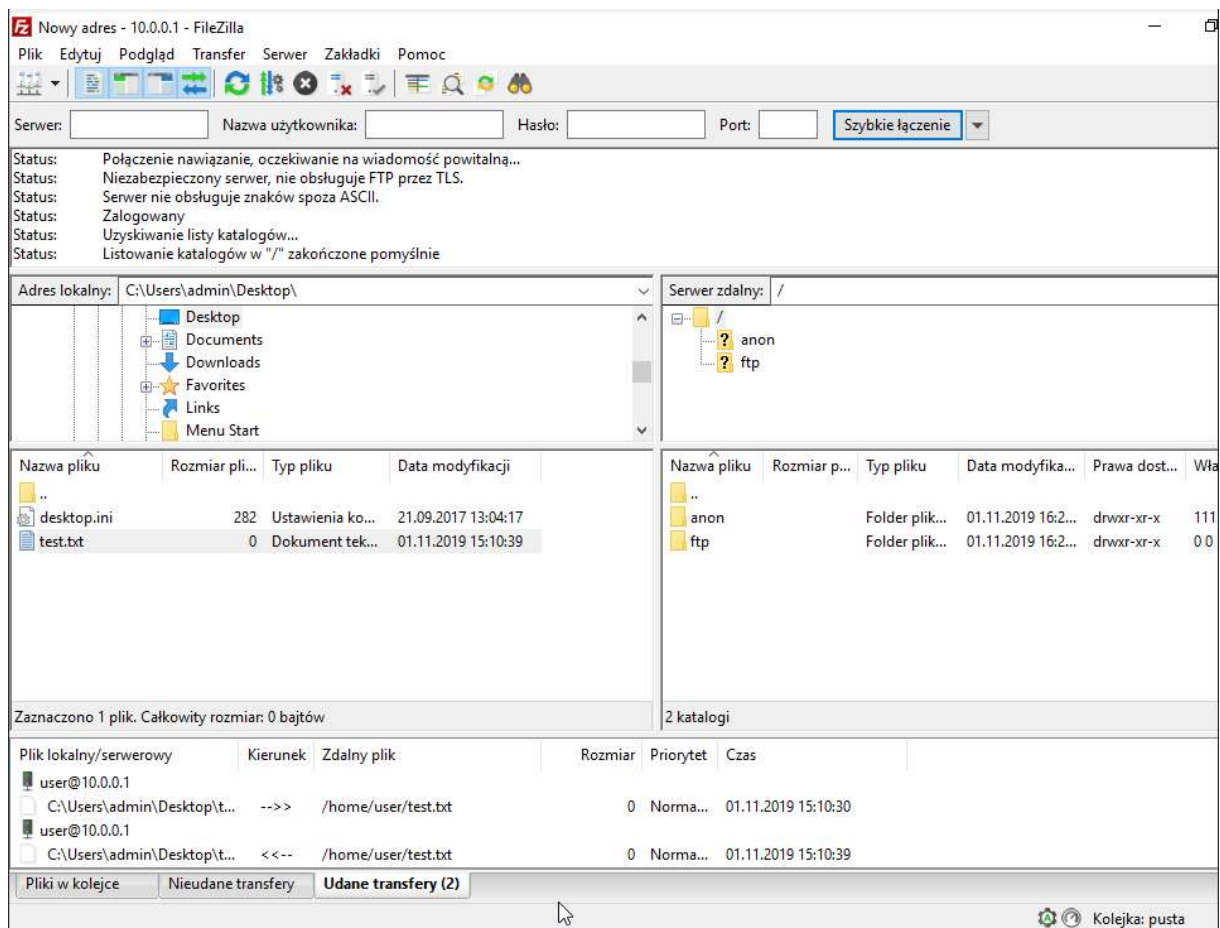 Nowy adres - 10.0.0.1 - FileZilla
Plik Edytuj Podgląd Transfer Serwer Zakładki Pomoc
Serwer: Nazwa użytkownika: Hasło: Port: Szybkie łączenie
Status: Połączenie nawiązanie, oczekiwanie na wiadomość powitalną...
Status: Niezabezpieczony serwer, nie obsługuje FTP przez TLS.
Status: Serwer nie obsługuje znaków spoza ASCII.
Status: Zalogowany
Status: Uzyskiwanie listy katalogów...
Status: Listowanie katalogów w "/" zakończone pomyślnie
Adres lokalny: C:\Users\admin\Desktop\
Desktop
Documents
Downloads
Favorites
Links
Menu Start
Serwer zdalny: /
/
? anon
? ftp
Nazwa pliku Rozmiar pli... Typ pliku Data modyfikacji
..
desktop.ini 282 Ustawienia ko... 21.09.2017 13:04:17
test.txt 0 Dokument tek... 01.11.2019 15:10:39
Zaznaczono 1 plik. Całkowity rozmiar: 0 bajtów
Nazwa pliku Rozmiar p... Typ pliku Data modyfika... Prawa dost... Wła
..
anon Folder plik... 01.11.2019 16:2... drwxr-xr-x 111
ftp Folder plik... 01.11.2019 16:2... drwxr-xr-x 0 0
2 katalogi
Plik lokalny/serwerowy Kierunek Zdalny plik Rozmiar Priorytet Czas
user@10.0.0.1
C:\Users\admin\Desktop\t... -->> /home/user/test.txt 0 Norma... 01.11.2019 15:10:30
user@10.0.0.1
C:\Users\admin\Desktop\t... <<-- /home/user/test.txt 0 Norma... 01.11.2019 15:10:39
Pliki w kolejce Nieudane transfery Udane transfery (2)
Kolejka: pusta